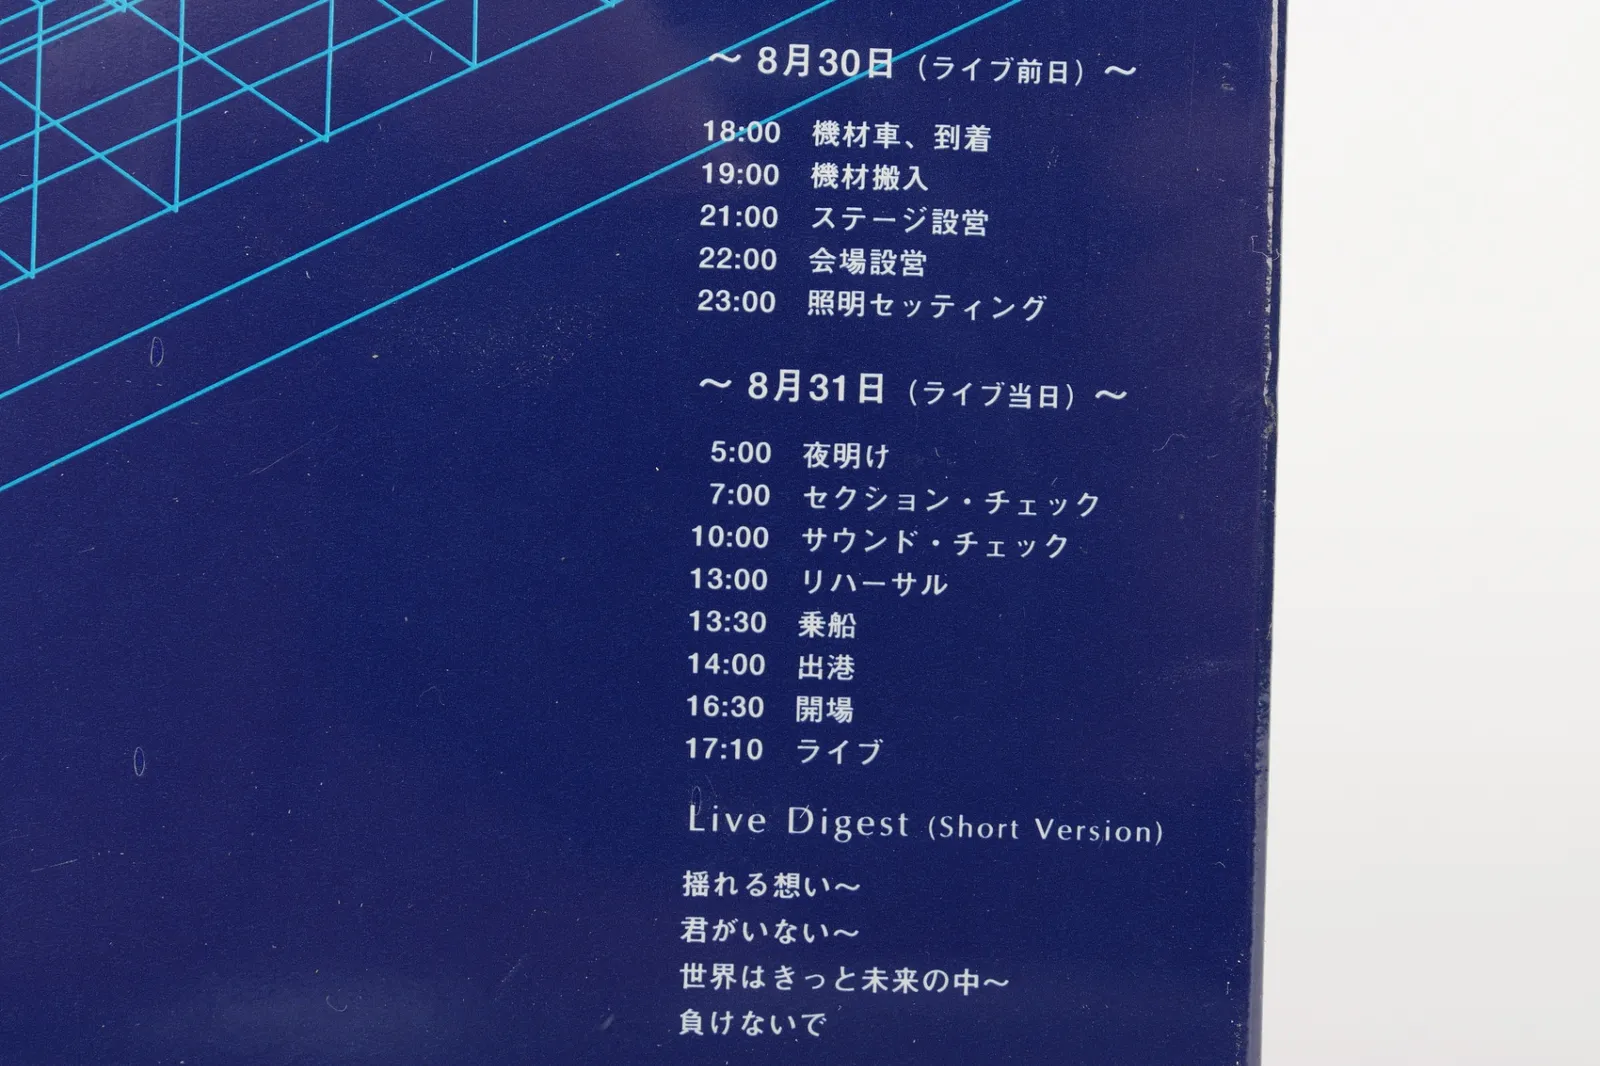 ～ 8月30日（ライブ前日）～
18:00 機材車、到着
19:00 機材搬入
21:00 ステージ設営
22:00 会場設営
23:00 照明セッティング
～ 8月31日（ライブ当日）～
5:00 夜明け
7:00 セクション・チェック
10:00 サウンド・チェック
13:00 リハーサル
13:30 乗船
14:00 出港
16:30 開場
17:10 ライブ
Live Digest (Short Version)
揺れる想い～
君がいない～
世界はきっと未来の中～
負けないで